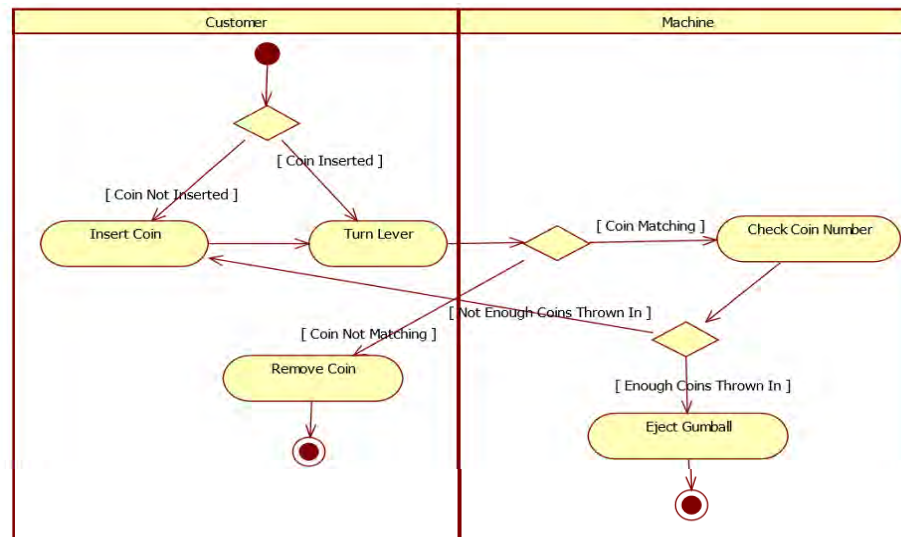 Customer
Machine
[ Coin Inserted ]
[ Coin Not Inserted ]
Insert Coin
Turn Lever
[ Coin Matching ]
Check Coin Number
[ Not Enough Coins Thrown In ]
[ Coin Not Matching ]
Remove Coin
[ Enough Coins Thrown In ]
Eject Gumball